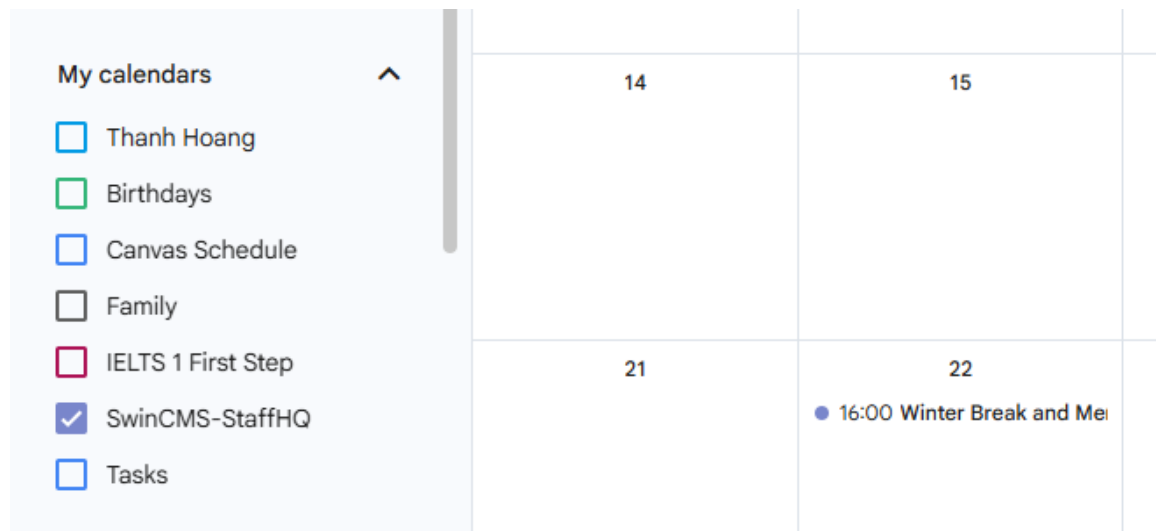 My calendars
Thanh Hoang
Birthdays
Canvas Schedule
Family
IELTS 1 First Step
SwinCMS-StaffHQ
Tasks
14
15
21
22
16:00 Winter Break and